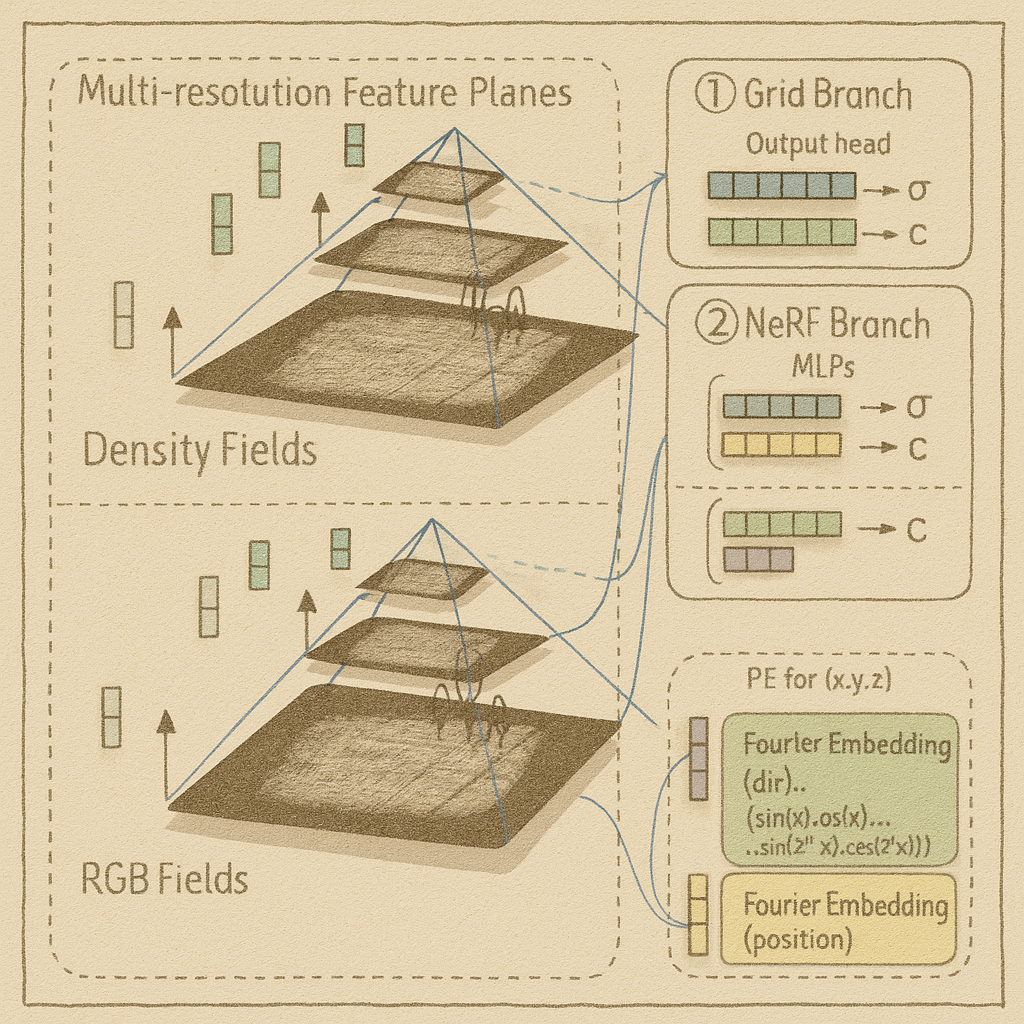 Multi-resotution Feature Planes
Density Fields
RGB Fields
① Grid Branch
Output head
→ σ
→ C
② NeRF Branch
MLPs
→ σ
→ C
→ C
PE for (x.y.z)
Fourler Embedding
(dir)..
(sin(x).os(x)...
..sin(2" x).ces(2'x)))
Fourier Embedding
(position)